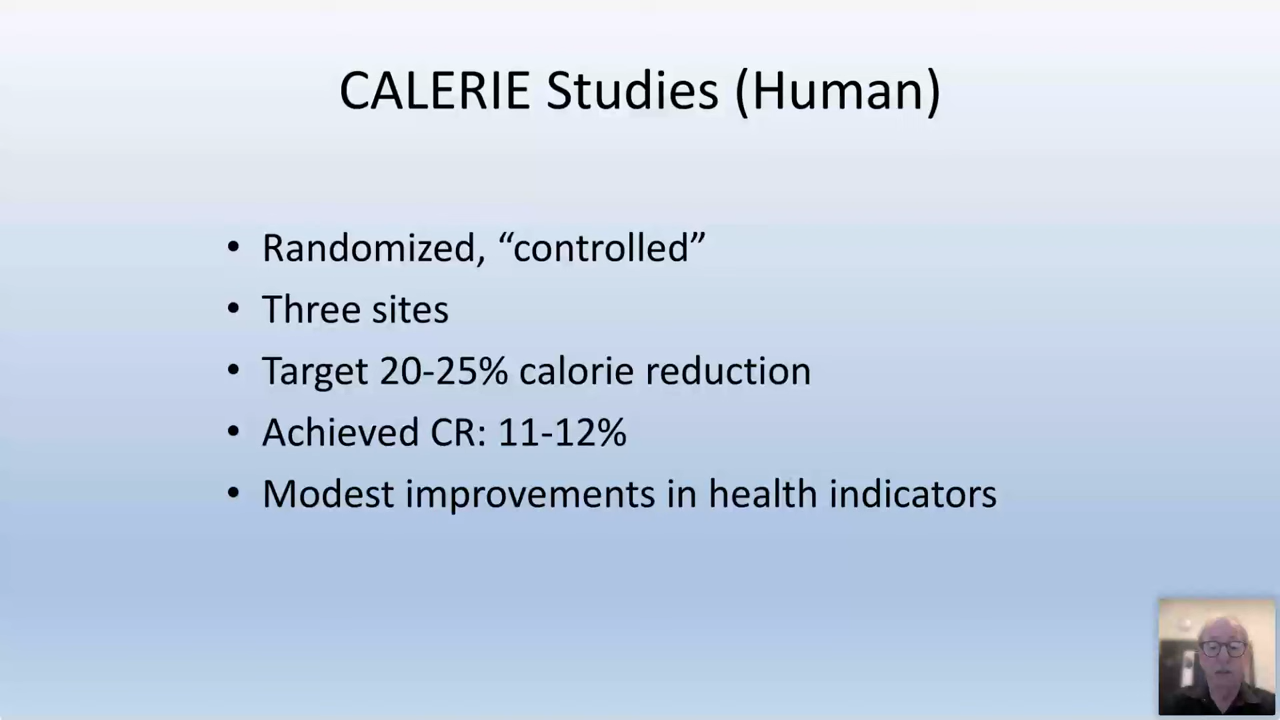 CALERIE Studies (Human)
• Randomized, “controlled”
• Three sites
• Target 20-25% calorie reduction
• Achieved CR: 11-12%
• Modest improvements in health indicators